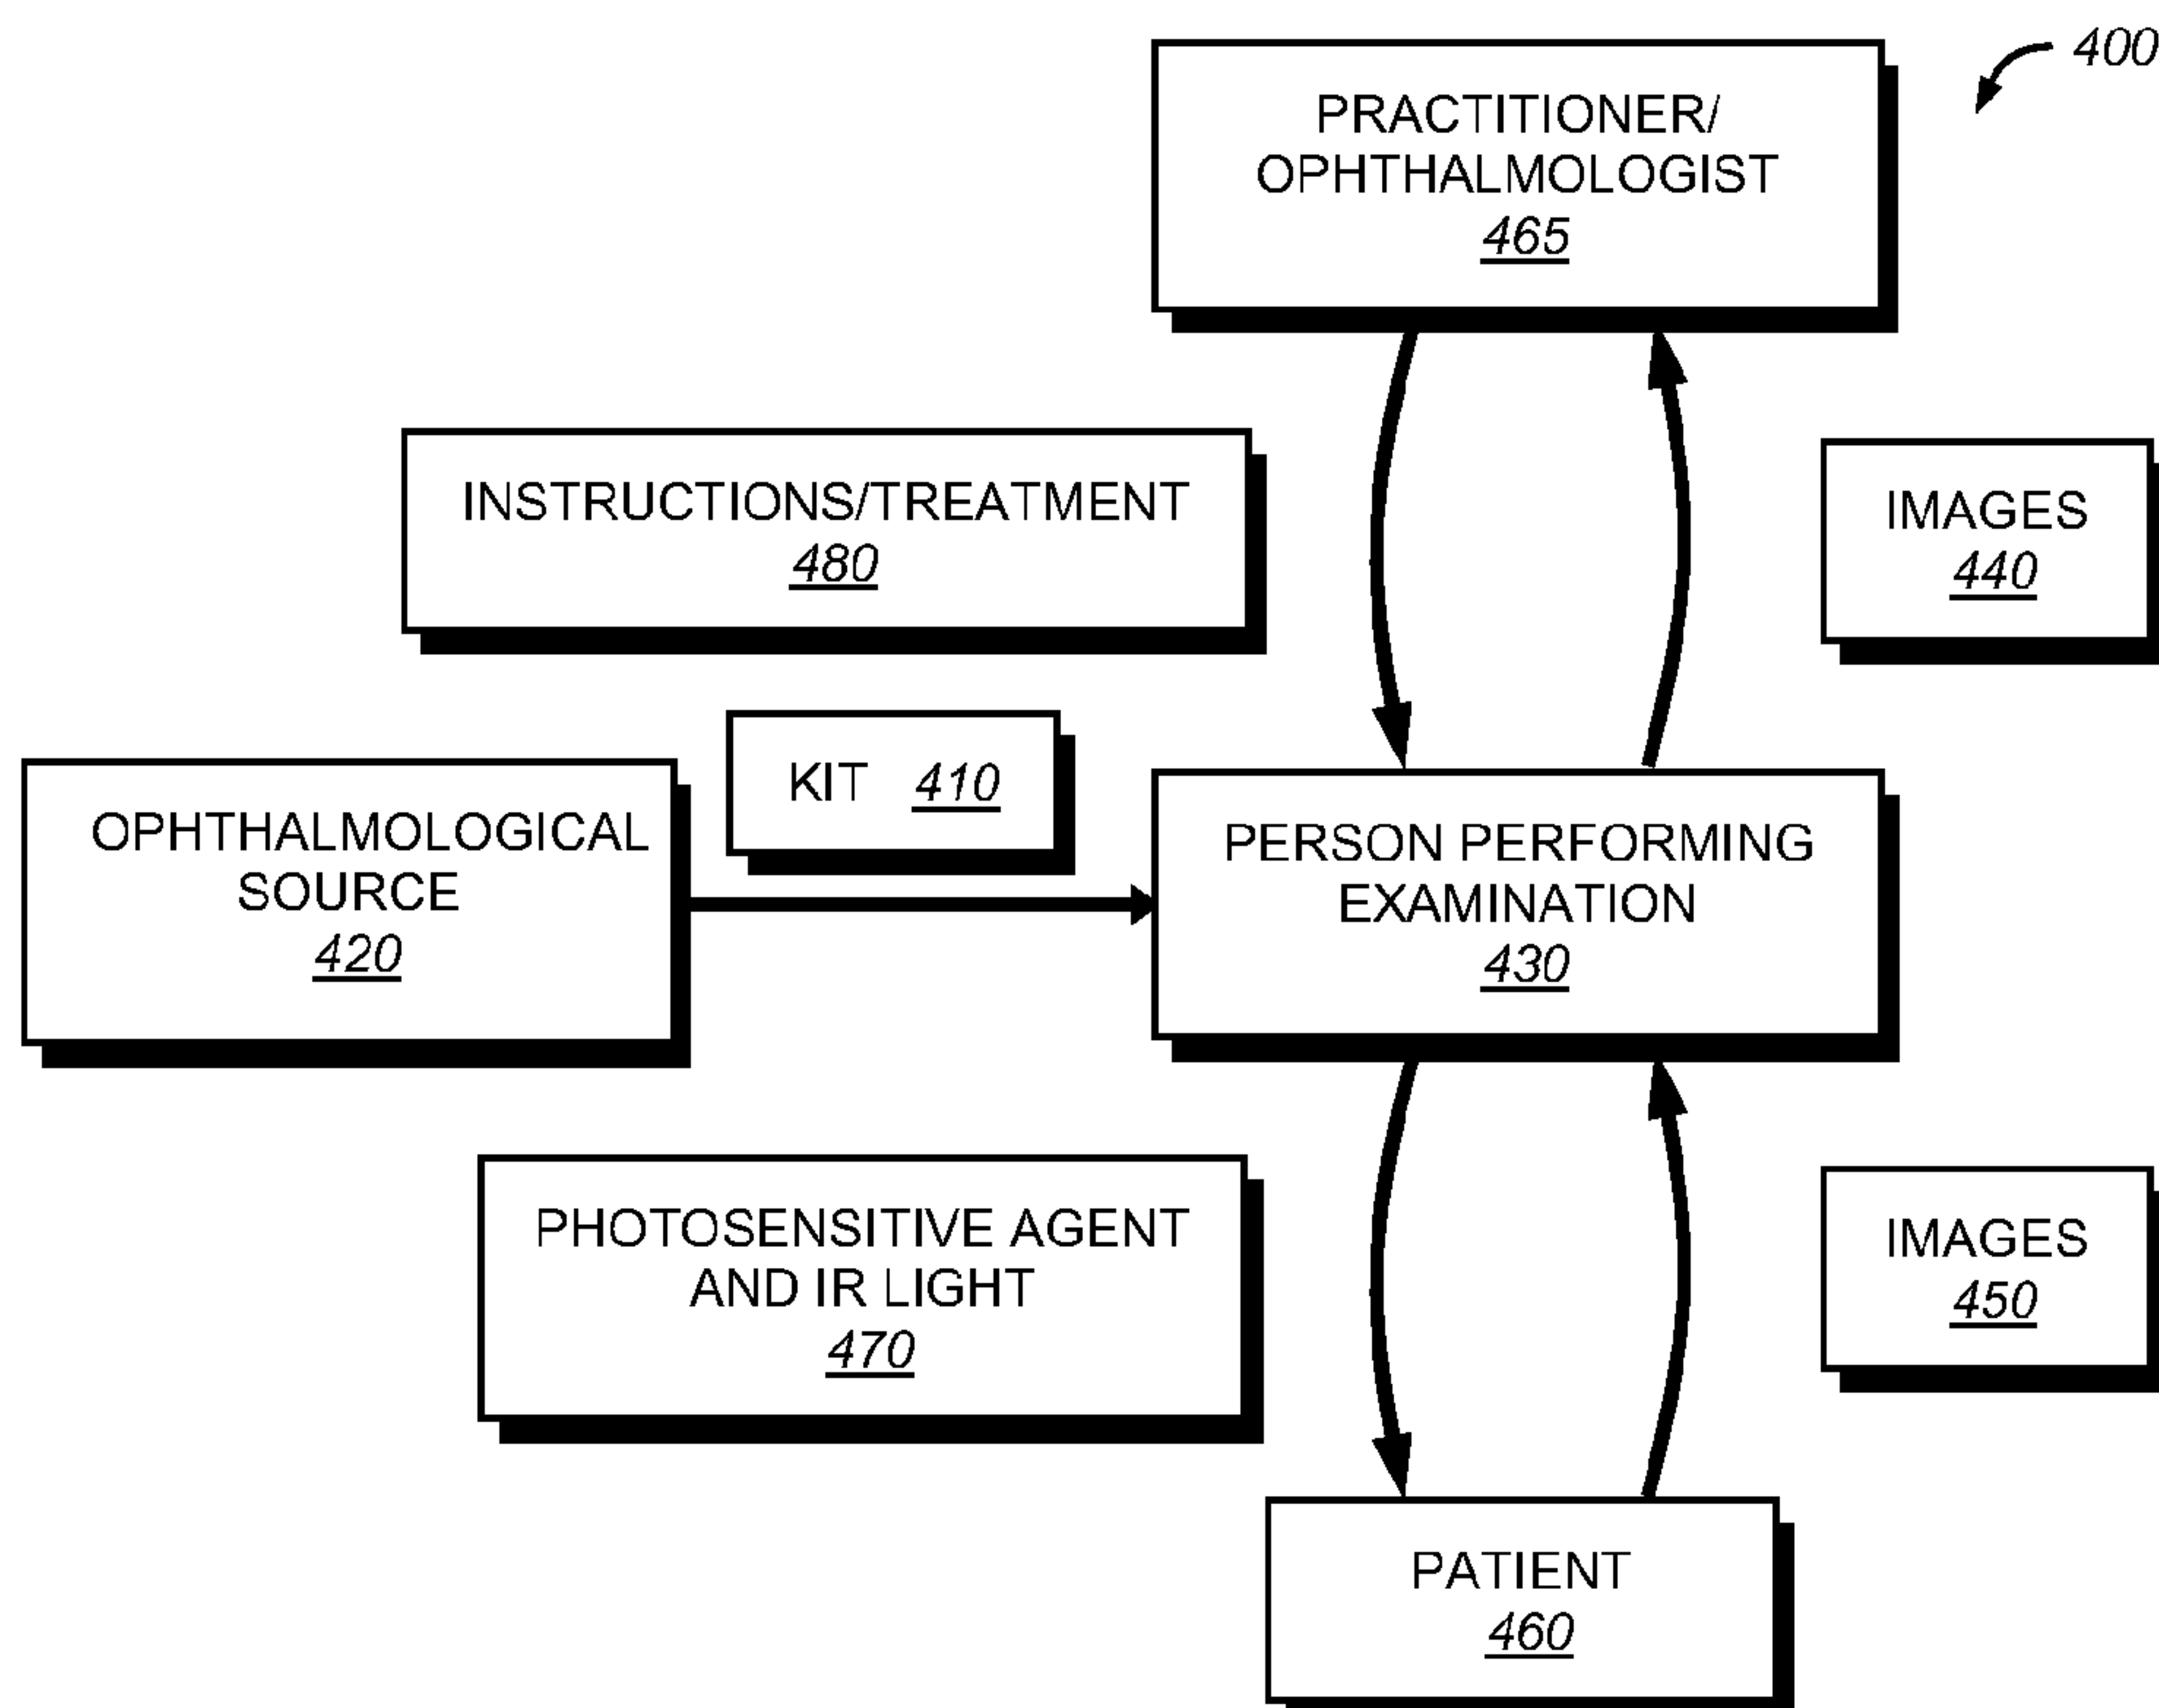 400
PRACTITIONER/
OPHTHALMOLOGIST
465
INSTRUCTIONS/TREATMENT
480
IMAGES
440
KIT 410
OPHTHALMOLOGICAL
SOURCE
420
PERSON PERFORMING
EXAMINATION
430
PHOTOSENSITIVE AGENT
AND IR LIGHT
470
IMAGES
450
PATIENT
460